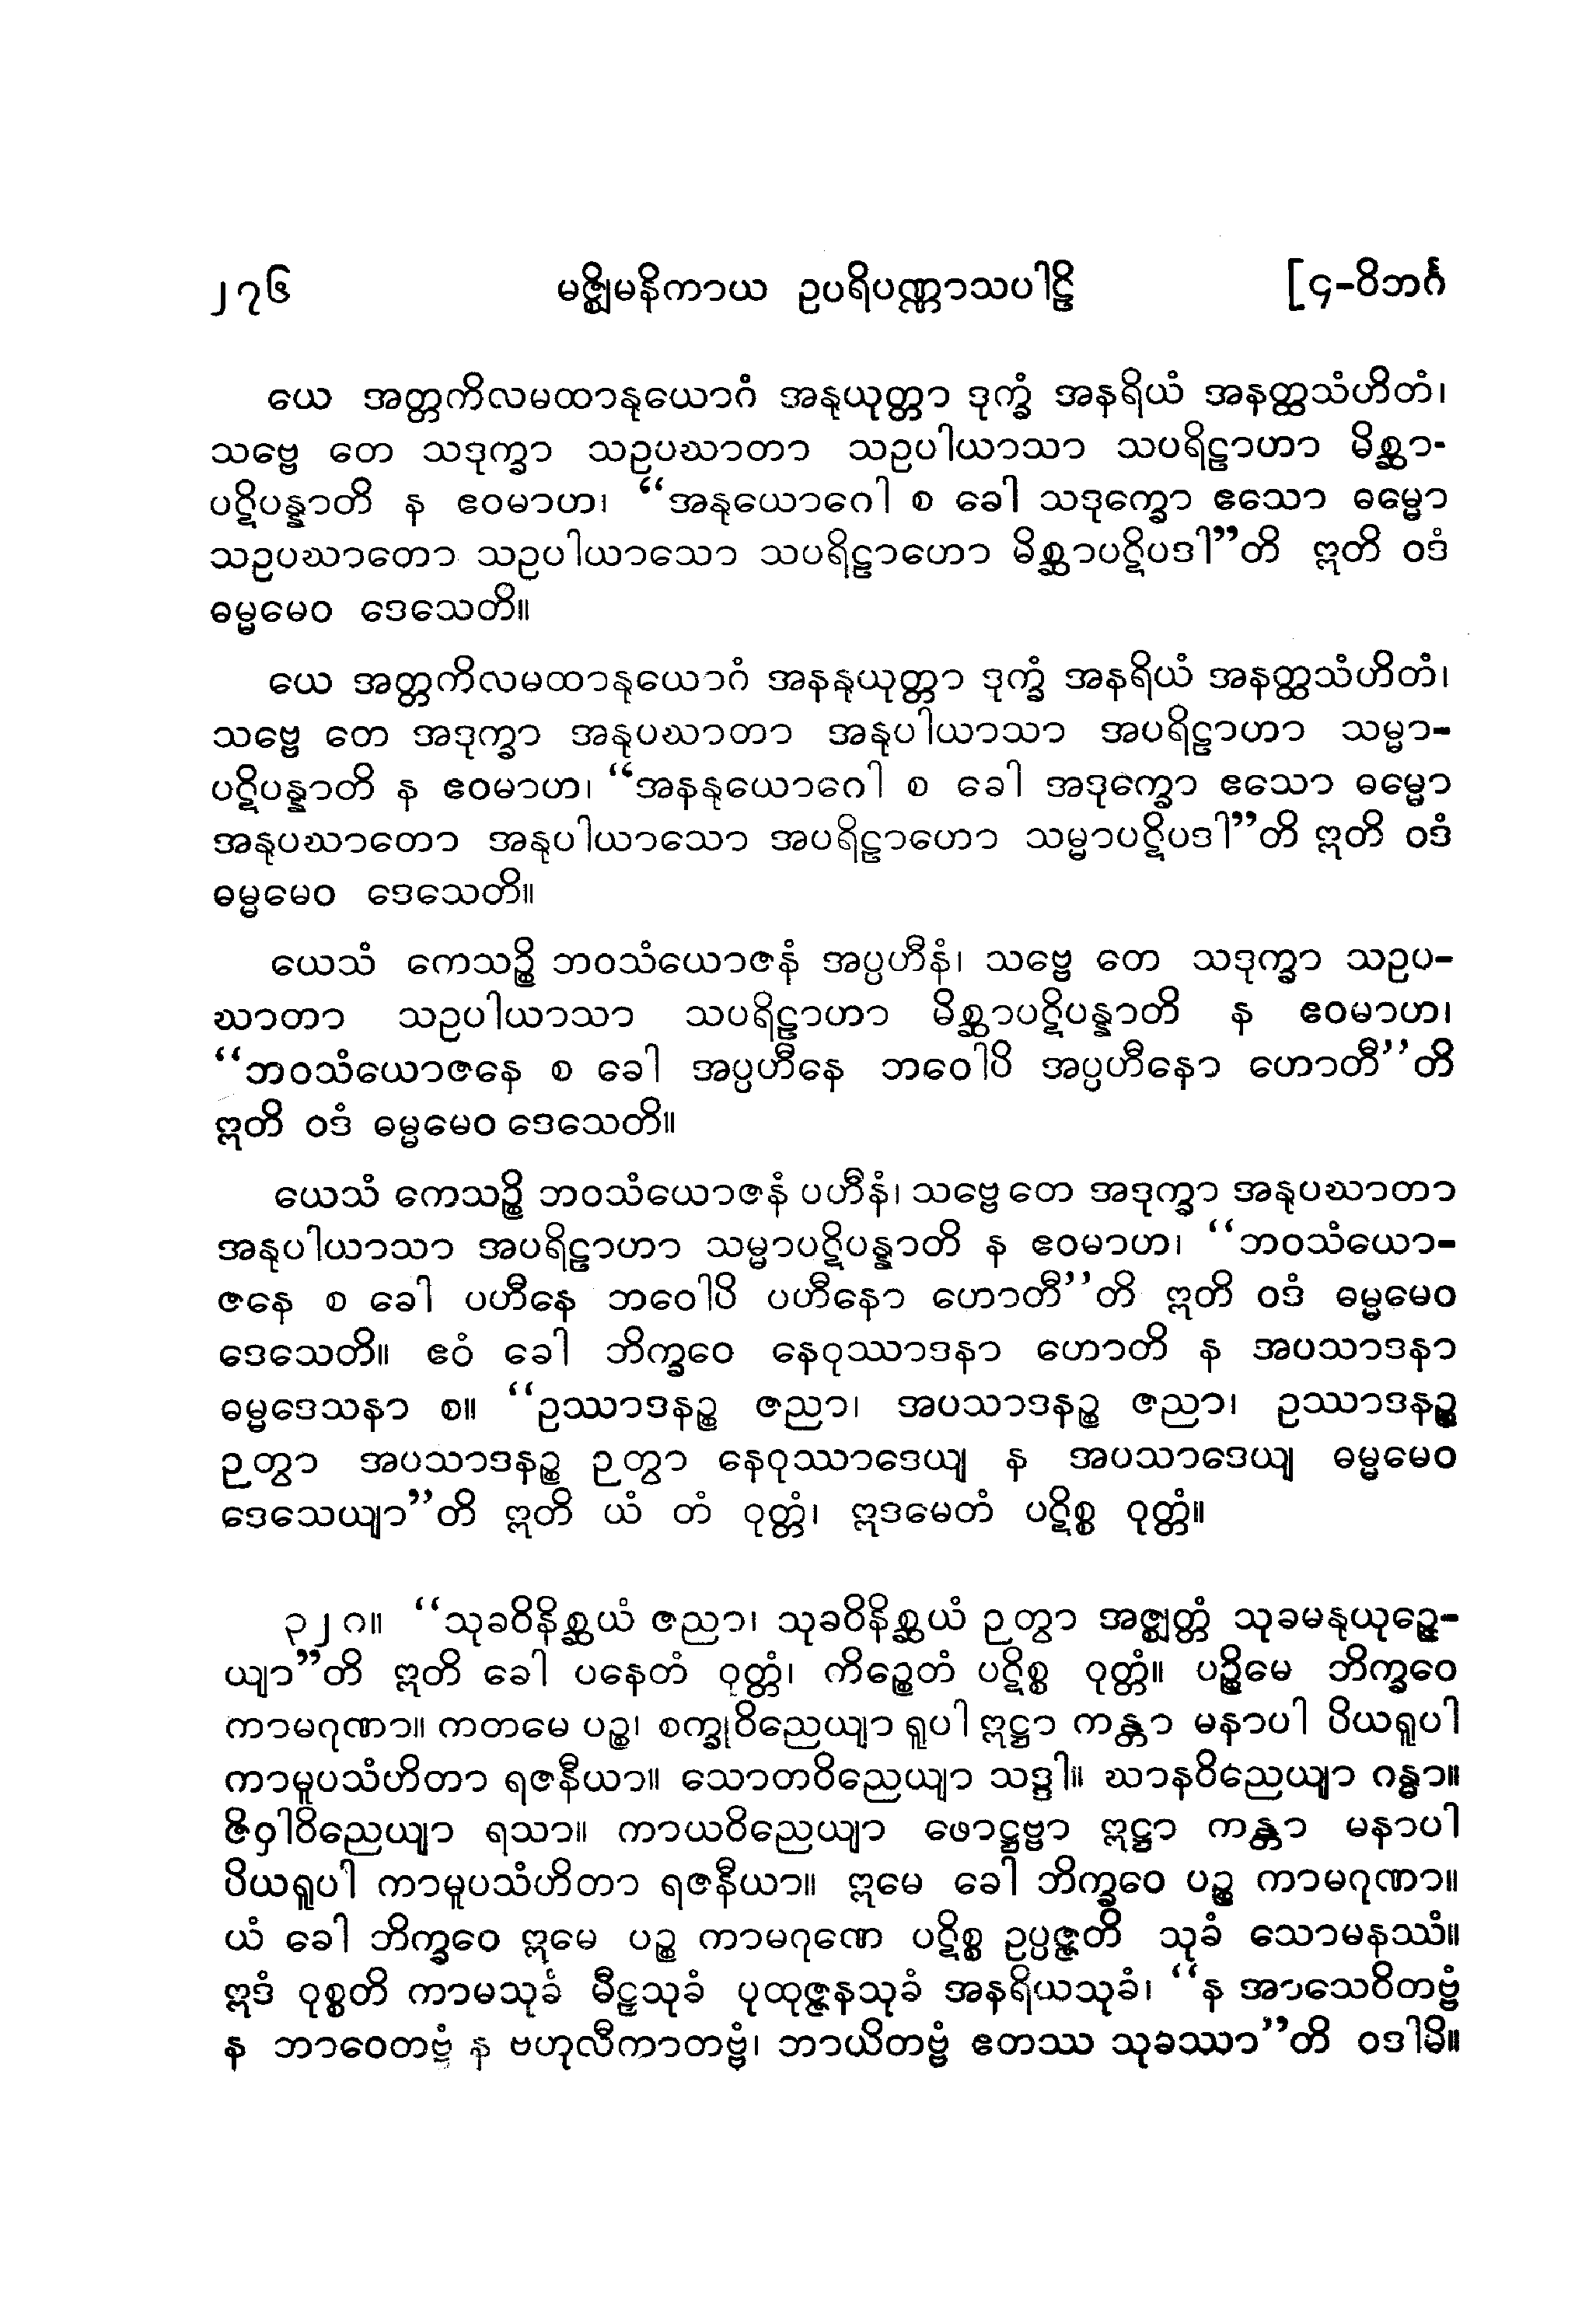 ၂၇၆ မဇ္ဈိမနိကာယ ဥပရိပဏ္ဏာသပါဠိ [၄-ဝိဘင်္ဂ
ယေ အတ္တကိလမထာနုယောဂံ အနုယုတ္တာ ဒုက္ခံ အနရိယံ အနတ္ထသံဟိတံ၊
သဗ္ဗေ တေ သဒုက္ခာ သဥပဃာတာ သဥပါယာသာ သပရိဠာဟာ မိစ္ဆာ-
ပဋိပန္နာတိ န ဧဝမာဟ၊ “အနုယောဂေါ စ ခေါ သဒုက္ခော ဧသော ဓမ္မော
သဥပဃာတော သဥပါယာသော သပရိဠာဟော မိစ္ဆာပဋိပဒါ”တိ ဣတိ ဝဒံ
ဓမ္မမေဝ ဒေသေတိ။
ယေ အတ္တကိလမထာနုယောဂံ အနနုယုတ္တာ ဒုက္ခံ အနရိယံ အနတ္ထသံဟိတံ၊
သဗ္ဗေ တေ အဒုက္ခာ အနုပဃာတာ အနုပါယာသာ အပရိဠာဟာ သမ္မာ-
ပဋိပန္နာတိ န ဧဝမာဟ၊ “အနနုယောဂေါ စ ခေါ အဒုက္ခော ဧသော ဓမ္မော
အနုပဃာတော အနုပါယာသော အပရိဠာဟော သမ္မာပဋိပဒါ”တိ ဣတိ ဝဒံ
ဓမ္မမေဝ ဒေသေတိ။
ယေသံ ကေသဉ္စိ ဘဝသံယောဇနံ အပ္ပဟီနံ၊ သဗ္ဗေ တေ သဒုက္ခာ သဥပ-
ဃာတာ သဥပါယာသာ သပရိဠာဟာ မိစ္ဆာပဋိပန္နာတိ န ဧဝမာဟ၊
“ဘဝသံယောဇနေ စ ခေါ အပ္ပဟီနေ ဘဝေါပိ အပ္ပဟီနော ဟောတီ”တိ
ဣတိ ဝဒံ ဓမ္မမေဝ ဒေသေတိ။
ယေသံ ကေသဉ္စိ ဘဝသံယောဇနံ ပဟီနံ၊ သဗ္ဗေ တေ အဒုက္ခာ အနုပဃာတာ
အနုပါယာသာ အပရိဠာဟာ သမ္မာပဋိပန္နာတိ န ဧဝမာဟ၊ “ဘဝသံယော-
ဇနေ စ ခေါ ပဟီနေ ဘဝေါပိ ပဟီနော ဟောတီ”တိ ဣတိ ဝဒံ ဓမ္မမေဝ
ဒေသေတိ။ ဧဝံ ခေါ ဘိက္ခဝေ နေဝုဿာဒနာ ဟောတိ န အပသာဒနာ
ဓမ္မဒေသနာ စ။ “ဥဿာဒနဉ္စ ဇညာ၊ အပသာဒနဉ္စ ဇညာ၊ ဥဿာဒနဉ္စ
ဉတွာ အပသာဒနဉ္စ ဉတွာ နေဝုဿာဒေယျ န အပသာဒေယျ ဓမ္မမေဝ
ဒေသေယျာ”တိ ဣတိ ယံ တံ ဝုတ္တံ၊ ဣဒမေတံ ပဋိစ္စ ဝုတ္တံ။
၃၂၈။ “သုခဝိနိစ္ဆယံ ဇညာ၊ သုခဝိနိစ္ဆယံ ဉတွာ အဇ္ဈတ္တံ သုခမနုယုဉ္ဇေ-
ယျာ”တိ ဣတိ ခေါ ပနေတံ ဝုတ္တံ၊ ကိဉ္စေတံ ပဋိစ္စ ဝုတ္တံ။ ပဉ္စိမေ ဘိက္ခဝေ
ကာမဂုဏာ။ ကတမေ ပဉ္စ၊ စက္ခုဝိညေယျာ ရူပါ ဣဋ္ဌာ ကန္တာ မနာပါ ပိယရူပါ
ကာမူပသံဟိတာ ရဇနီယာ။ သောတဝိညေယျာ သဒ္ဒါ။ ဃာနဝိညေယျာ ဂန္ဓာ။
ဇိဝှါဝိညေယျာ ရသာ။ ကာယဝိညေယျာ ဖောဋ္ဌဗ္ဗာ ဣဋ္ဌာ ကန္တာ မနာပါ
ပိယရူပါ ကာမူပသံဟိတာ ရဇနီယာ။ ဣမေ ခေါ ဘိက္ခဝေ ပဉ္စ ကာမဂုဏာ။
ယံ ခေါ ဘိက္ခဝေ ဣမေ ပဉ္စ ကာမဂုဏေ ပဋိစ္စ ဥပ္ပဇ္ဇတိ သုခံ သောမနဿံ။
ဣဒံ ဝုစ္စတိ ကာမသုခံ မီဠှသုခံ ပုထုဇ္ဇနသုခံ အနရိယသုခံ၊ “န အာသေဝိတဗ္ဗံ
န ဘာဝေတဗ္ဗံ န ဗဟုလီကာတဗ္ဗံ၊ ဘာယိတဗ္ဗံ ဧတဿ သုခဿာ”တိ ဝဒါမိ။